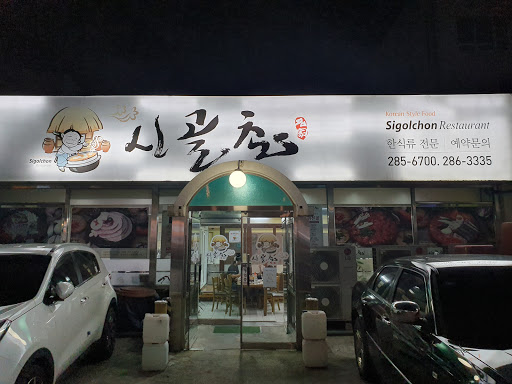 Sigolchon
시골촌
Korean Style Food
Sigolchon Restaurant
한식류 전문 예약문의
285-6700. 286-3335